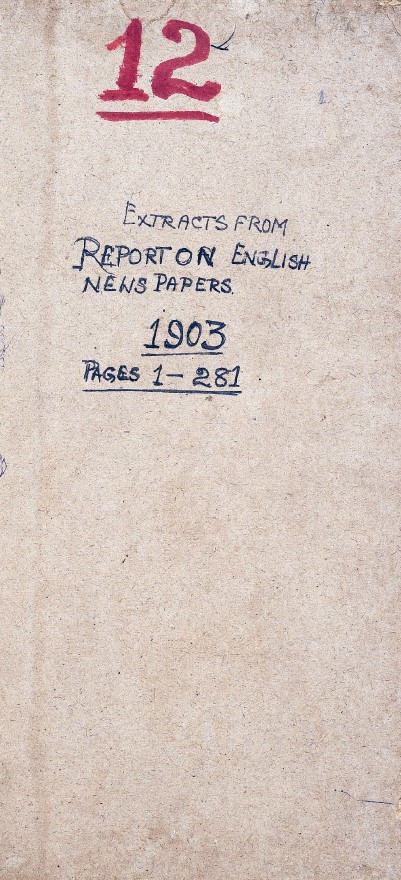 12
EXTRACTS FROM
REPORT ON ENGLISH
NEWS PAPERS.
1903
PAGES 1-281